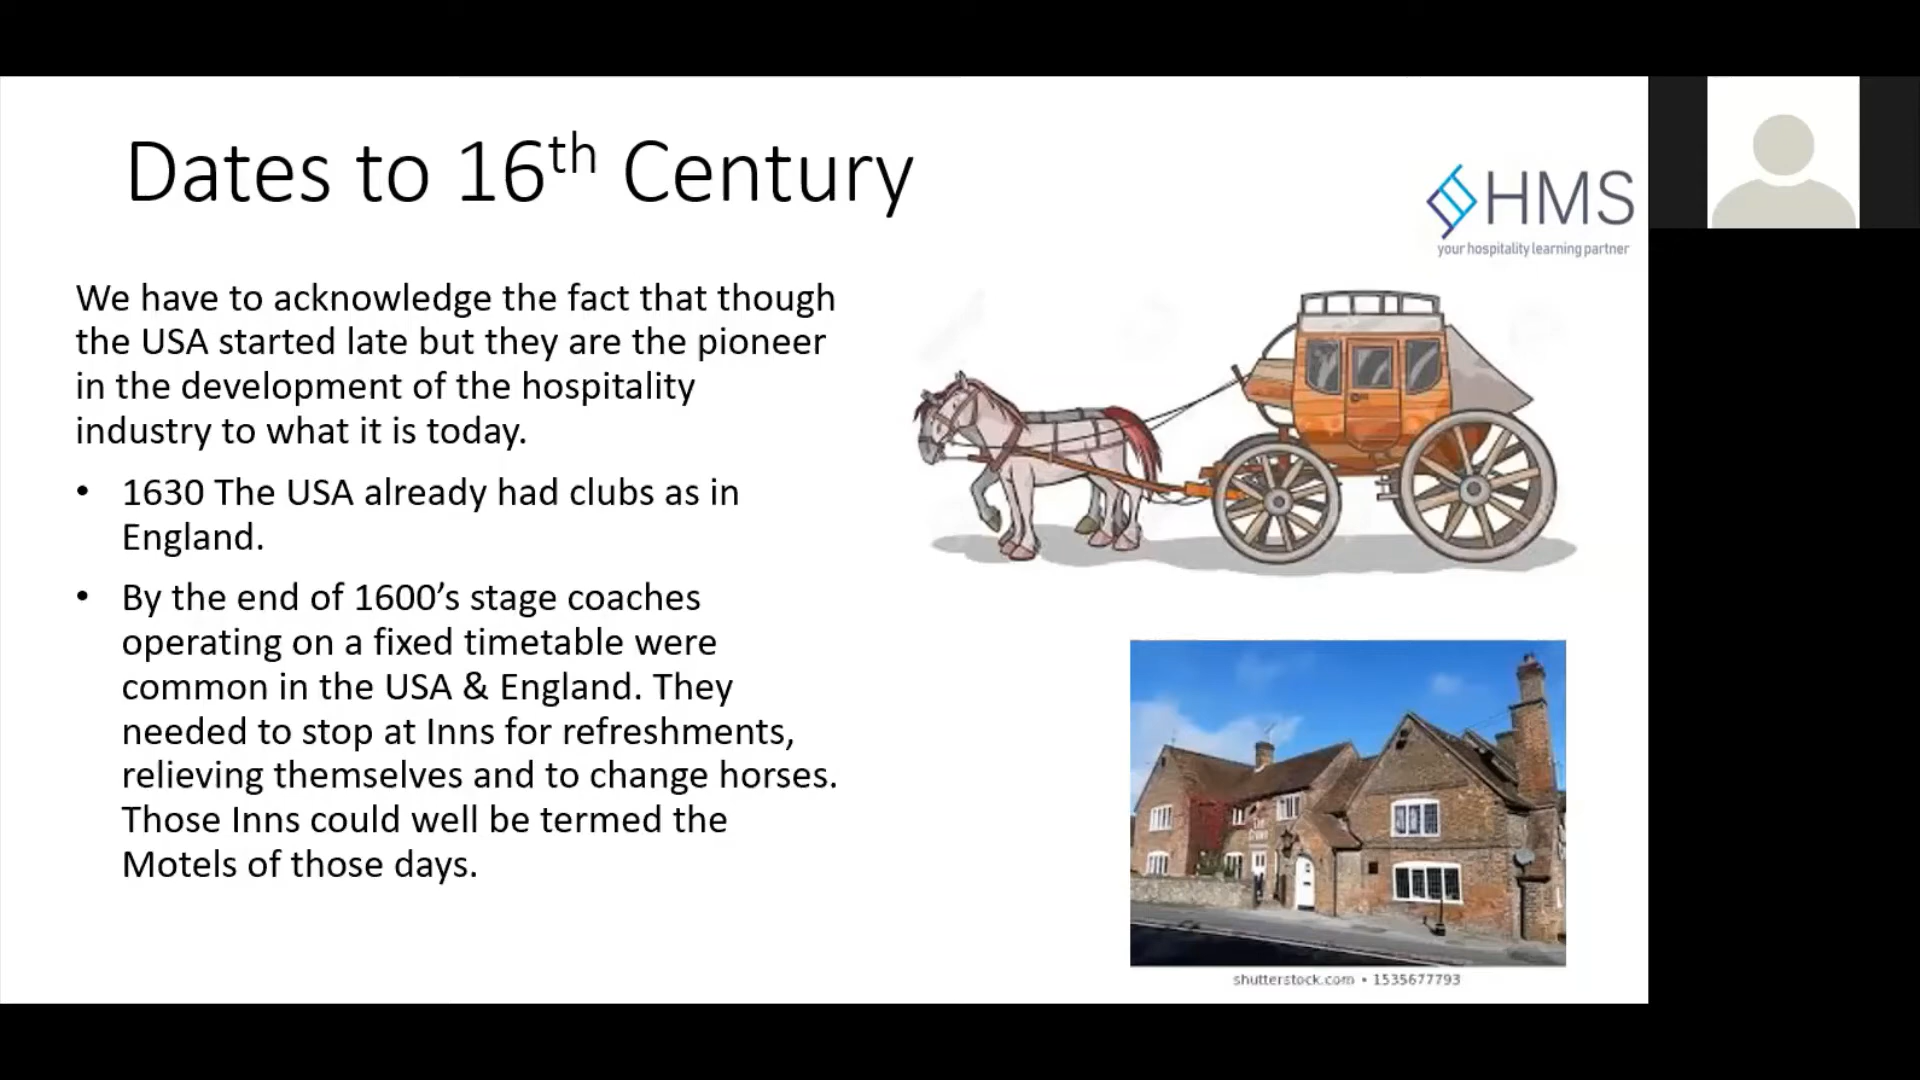 Dates to 16th Century
HMS
your hospitality learning partner
We have to acknowledge the fact that though
the USA started late but they are the pioneer
in the development of the hospitality
industry to what it is today.
• 1630 The USA already had clubs as in
England.
• By the end of 1600’s stage coaches
operating on a fixed timetable were
common in the USA & England. They
needed to stop at Inns for refreshments,
relieving themselves and to change horses.
Those Inns could well be termed the
Motels of those days.
shutterstock.com • 1535677793